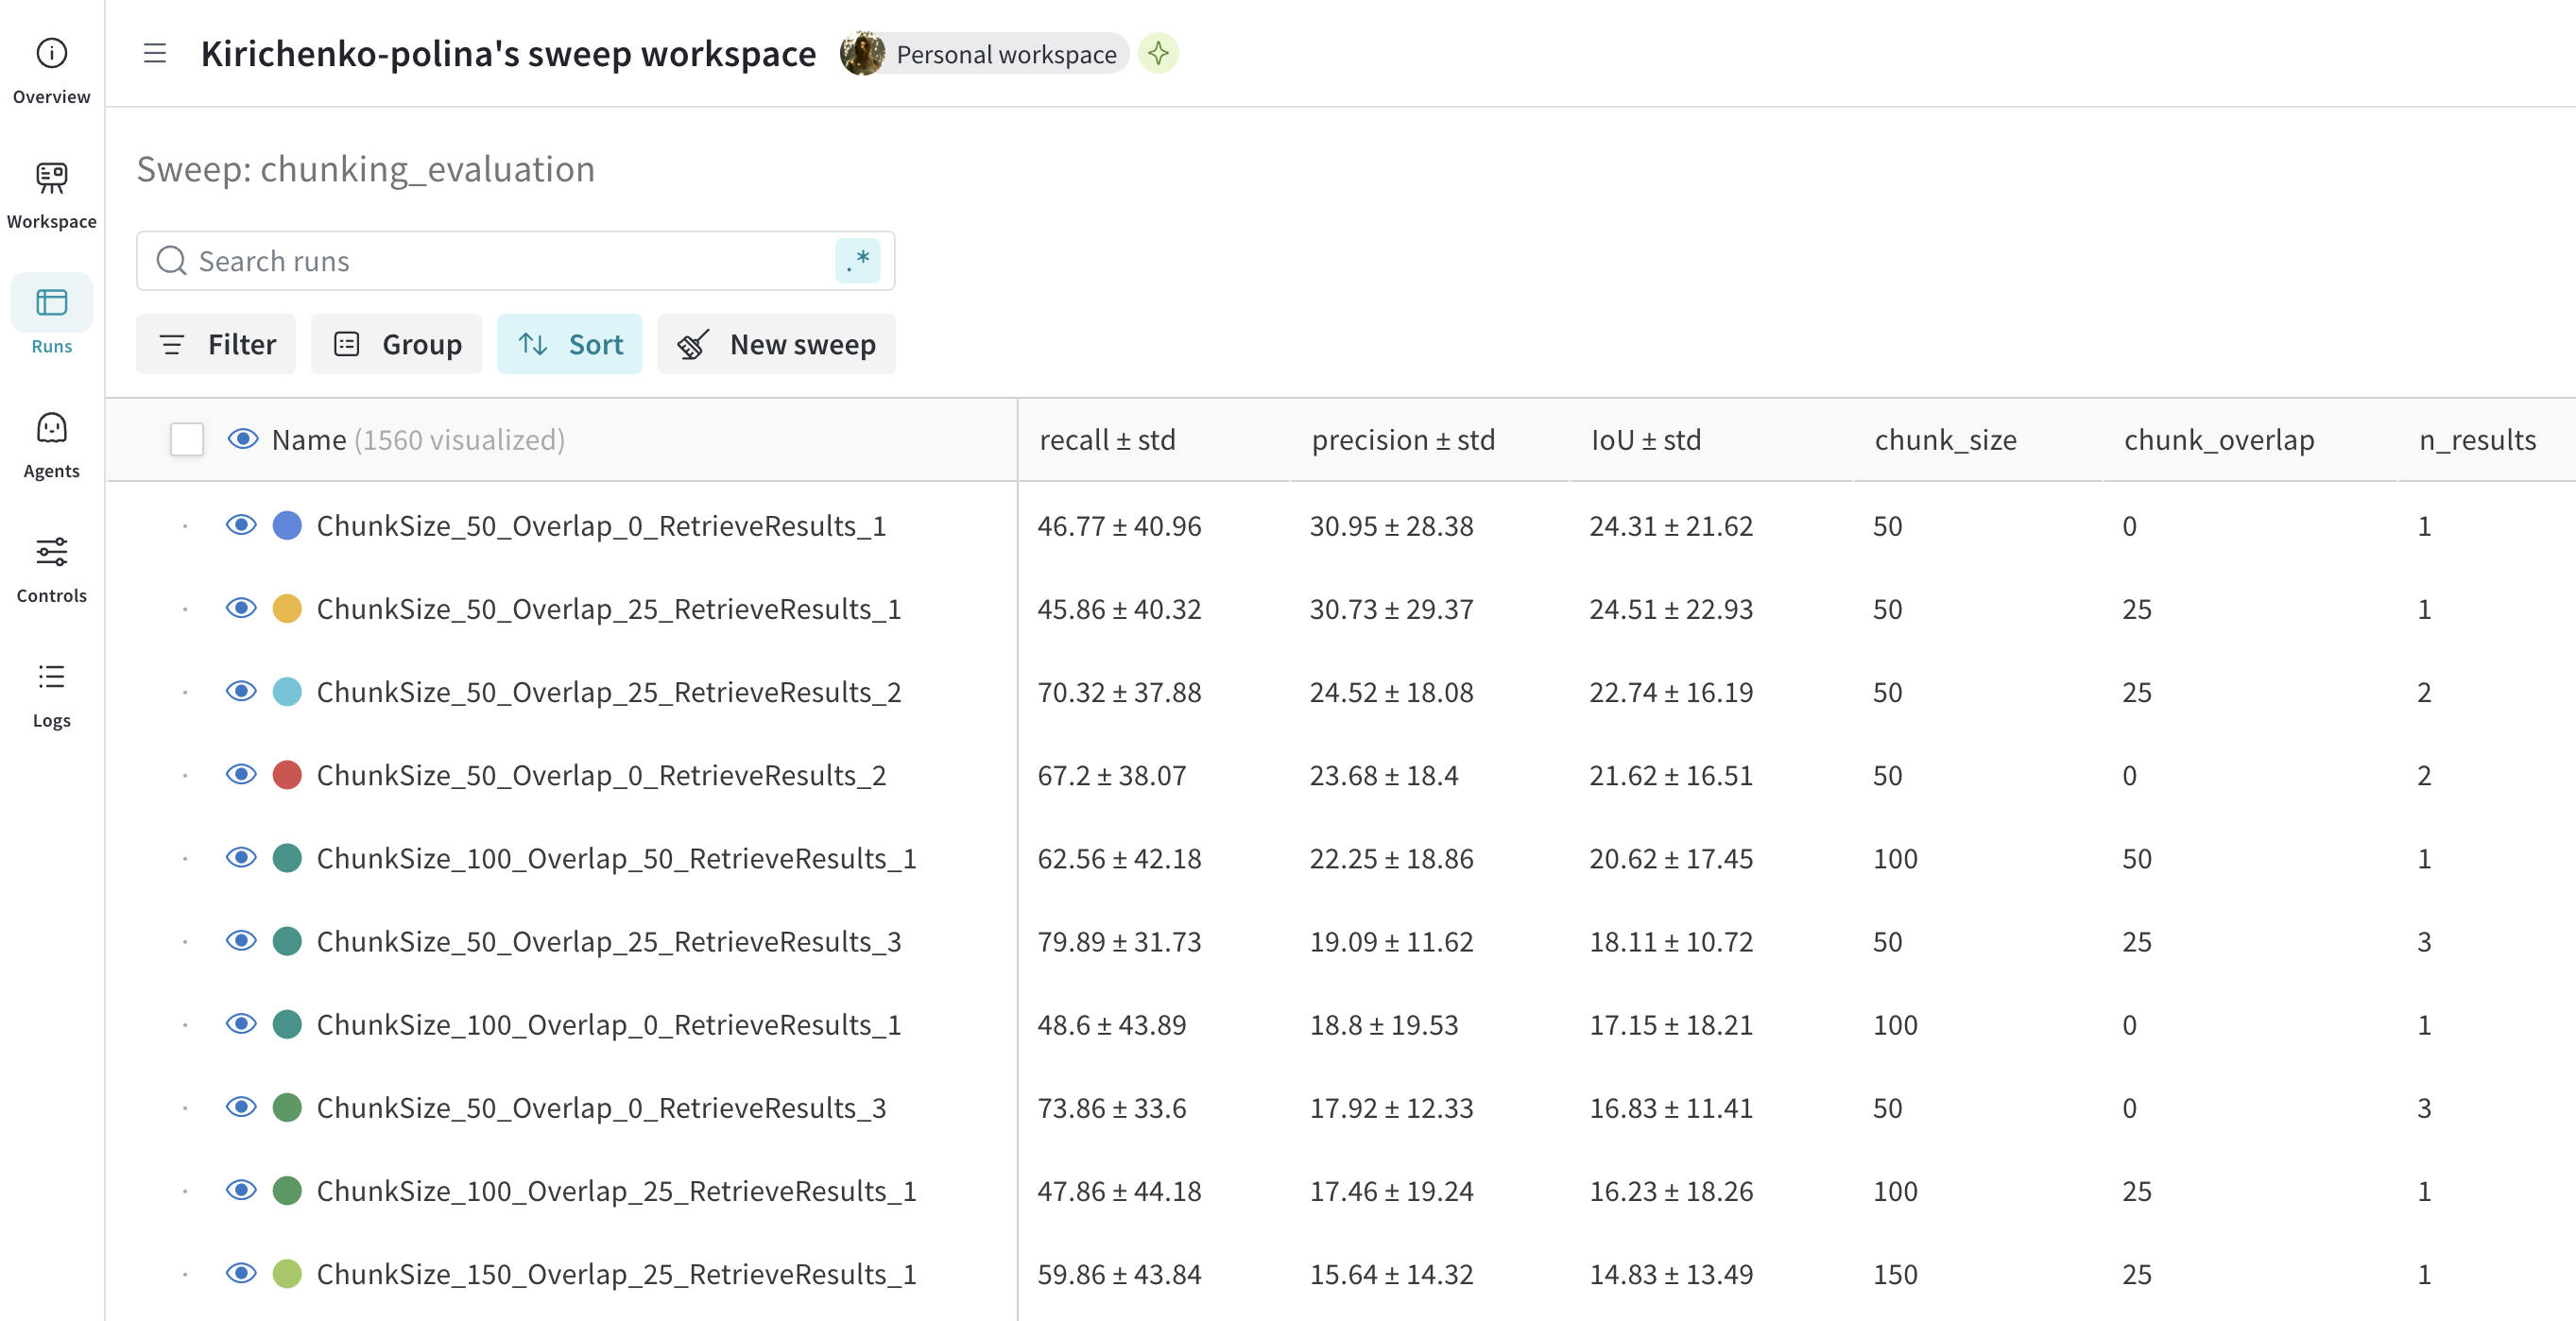 Overview
Workspace
Runs
Agents
Controls
Logs
Kirichenko-polina's sweep workspace Personal workspace
Sweep: chunking_evaluation
Search runs .*
Filter Group Sort New sweep
Name (1560 visualized) recall ± std precision ± std IoU ± std chunk_size chunk_overlap n_results
ChunkSize_50_Overlap_0_RetrieveResults_1 46.77 ± 40.96 30.95 ± 28.38 24.31 ± 21.62 50 0 1
ChunkSize_50_Overlap_25_RetrieveResults_1 45.86 ± 40.32 30.73 ± 29.37 24.51 ± 22.93 50 25 1
ChunkSize_50_Overlap_25_RetrieveResults_2 70.32 ± 37.88 24.52 ± 18.08 22.74 ± 16.19 50 25 2
ChunkSize_50_Overlap_0_RetrieveResults_2 67.2 ± 38.07 23.68 ± 18.4 21.62 ± 16.51 50 0 2
ChunkSize_100_Overlap_50_RetrieveResults_1 62.56 ± 42.18 22.25 ± 18.86 20.62 ± 17.45 100 50 1
ChunkSize_50_Overlap_25_RetrieveResults_3 79.89 ± 31.73 19.09 ± 11.62 18.11 ± 10.72 50 25 3
ChunkSize_100_Overlap_0_RetrieveResults_1 48.6 ± 43.89 18.8 ± 19.53 17.15 ± 18.21 100 0 1
ChunkSize_50_Overlap_0_RetrieveResults_3 73.86 ± 33.6 17.92 ± 12.33 16.83 ± 11.41 50 0 3
ChunkSize_100_Overlap_25_RetrieveResults_1 47.86 ± 44.18 17.46 ± 19.24 16.23 ± 18.26 100 25 1
ChunkSize_150_Overlap_25_RetrieveResults_1 59.86 ± 43.84 15.64 ± 14.32 14.83 ± 13.49 150 25 1